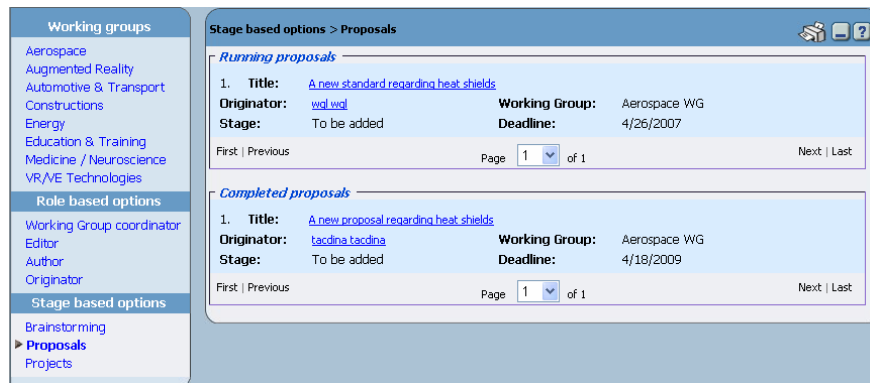 Working groups
Aerospace
Augmented Reality
Automotive & Transport
Constructions
Energy
Education & Training
Medicine / Neuroscience
VR/VE Technologies
Role based options
Working Group coordinator
Editor
Author
Originator
Stage based options
Brainstorming
Proposals
Projects
Stage based options > Proposals
?
Running proposals
1. Title: A new standard regarding heat shields
Originator: wgl wgl Working Group: Aerospace WG
Stage: To be added Deadline: 4/26/2007
First | Previous Page 1 of 1 Next | Last
Completed proposals
1. Title: A new proposal regarding heat shields
Originator: tacdina tacdina Working Group: Aerospace WG
Stage: To be added Deadline: 4/18/2009
First | Previous Page 1 of 1 Next | Last